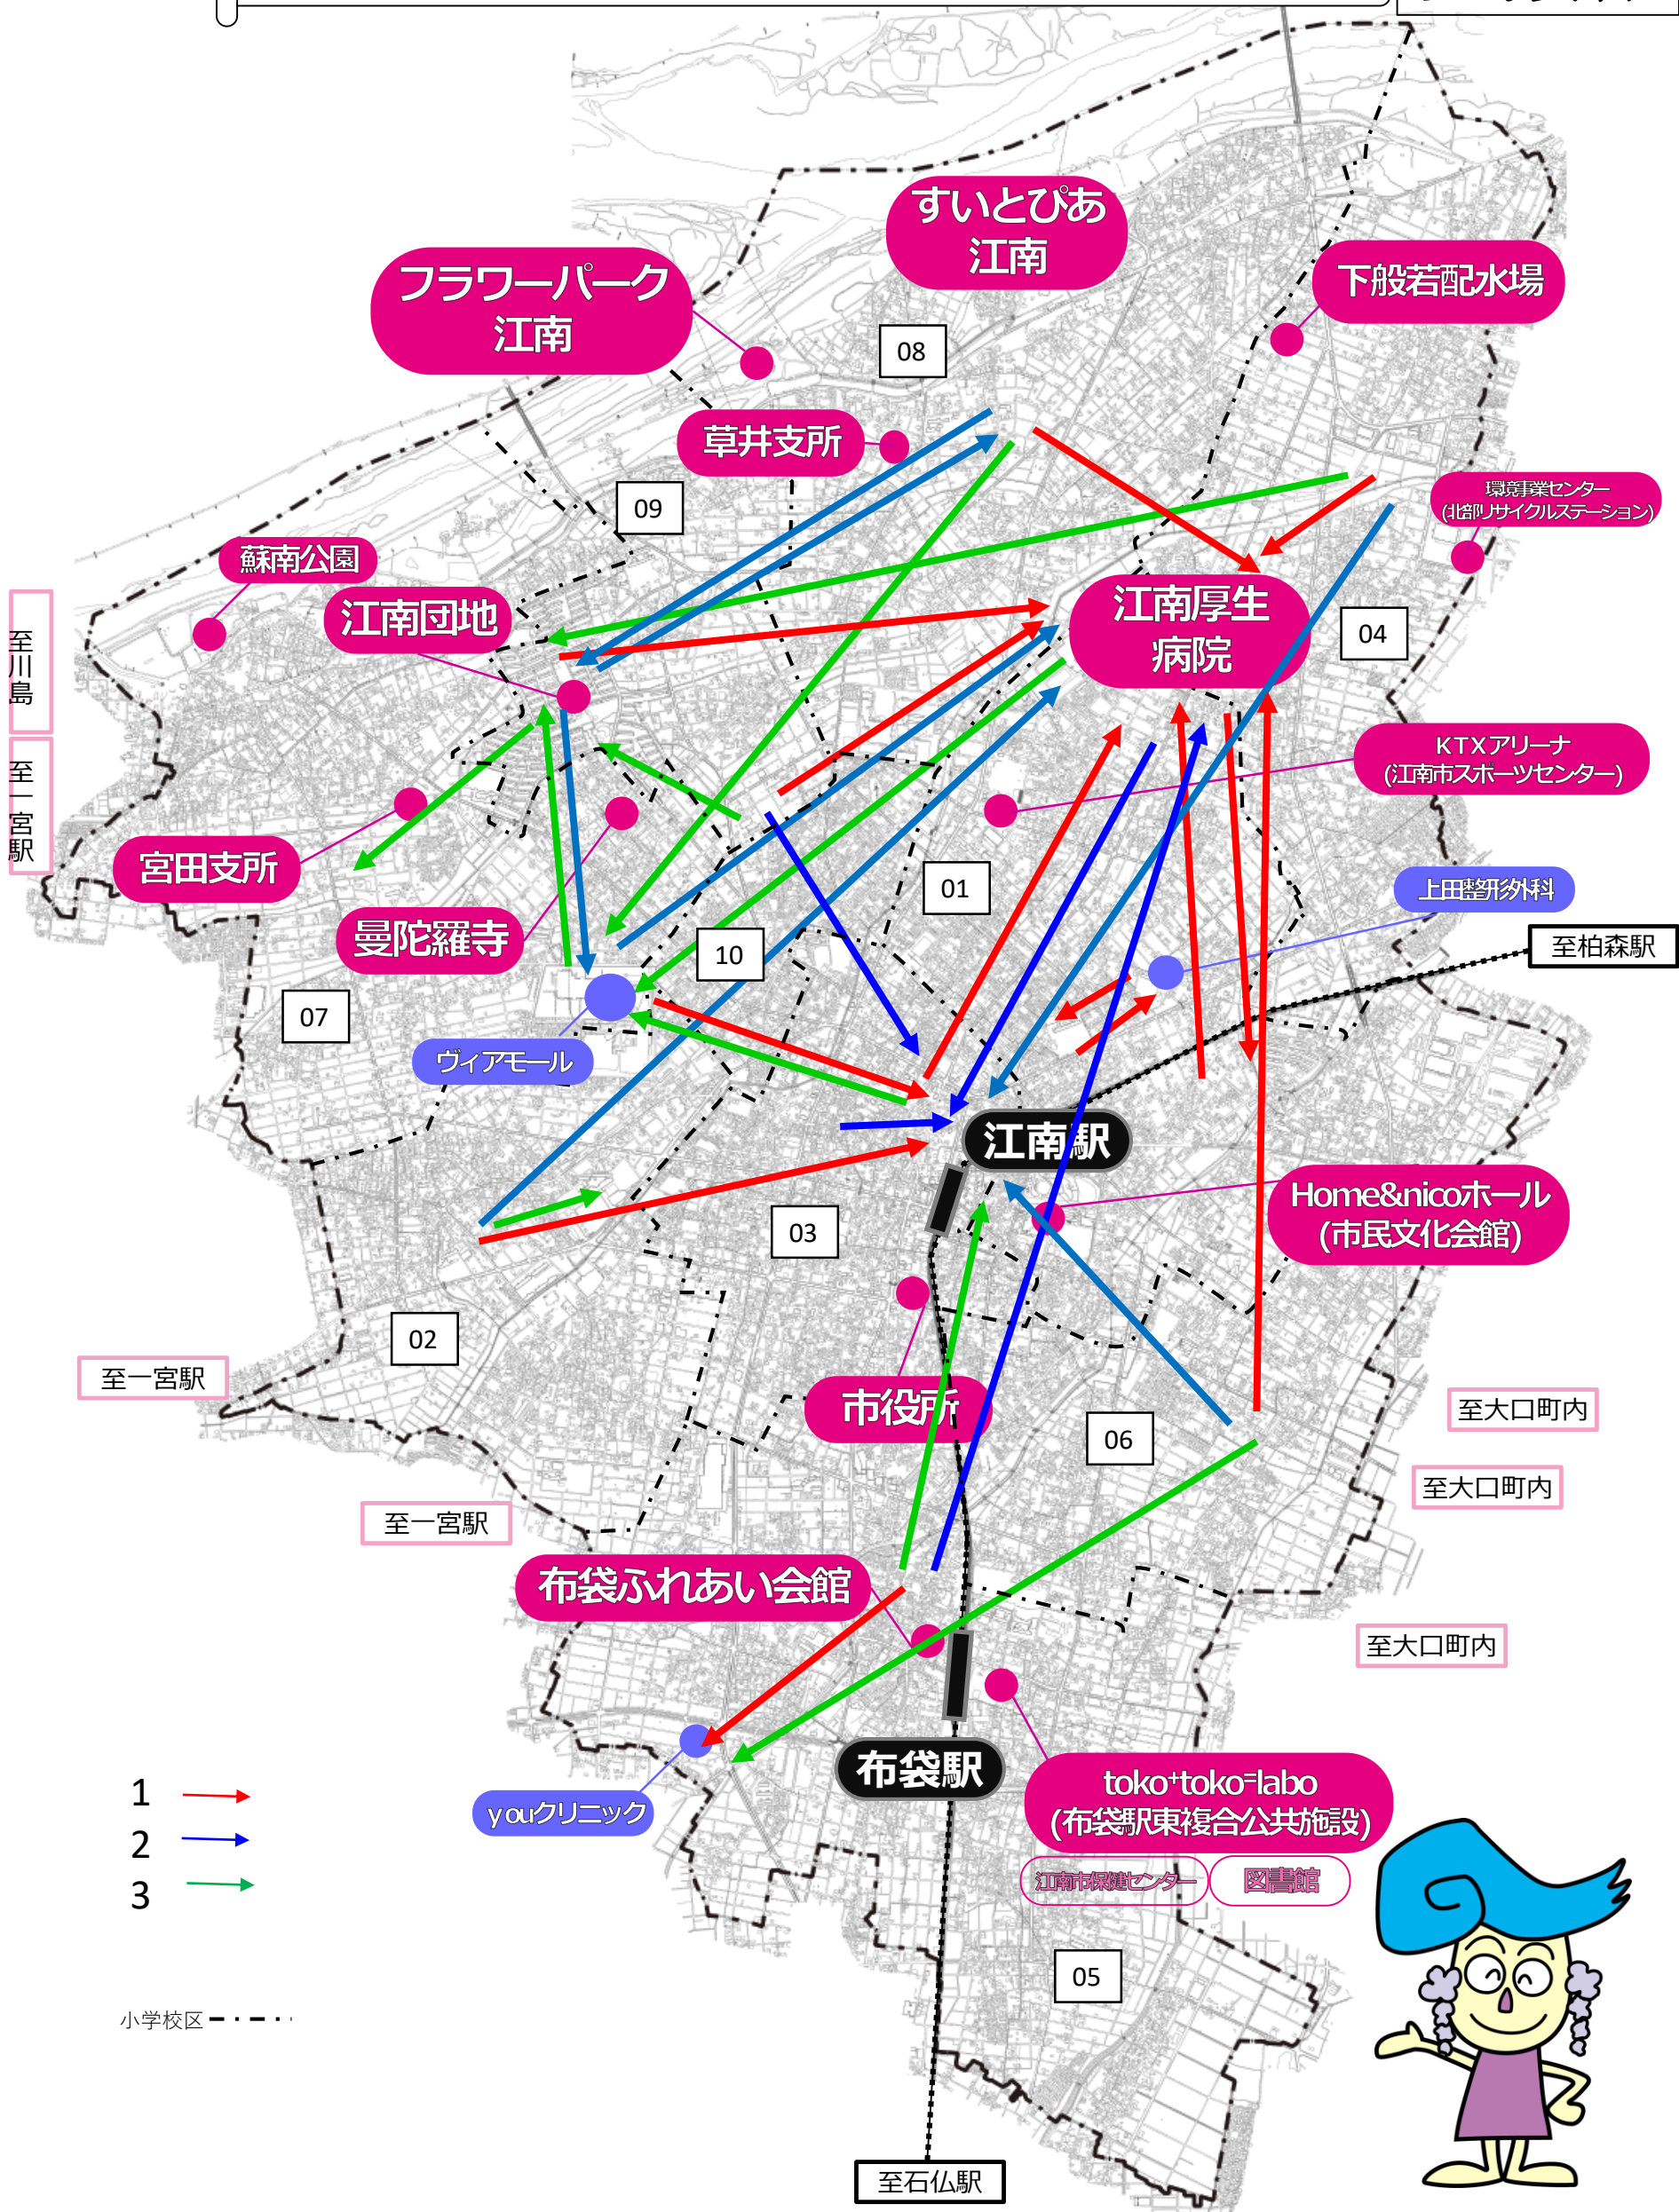 すいとぴあ
江南
フラワーパーク
江南
下般若配水場
08
草井支所
09
環境事業センター
(北部リサイクルステーション)
蘇南公園
江南団地
江南厚生
病院
04
至川島
至一宮駅
KTXアリーナ
(江南市スポーツセンター)
宮田支所
01
上田整形外科
曼陀羅寺
10
至柏森駅
07
ヴィアモール
江南駅
Home&nicoホール
(市民文化会館)
03
02
至一宮駅
市役所
至大口町内
06
至大口町内
至一宮駅
布袋ふれあい会館
至大口町内
布袋駅
toko+toko=labo
(布袋駅東複合公共施設)
youクリニック
江南市保健センター
図書館
1
2
3
05
小学校区
至石仏駅